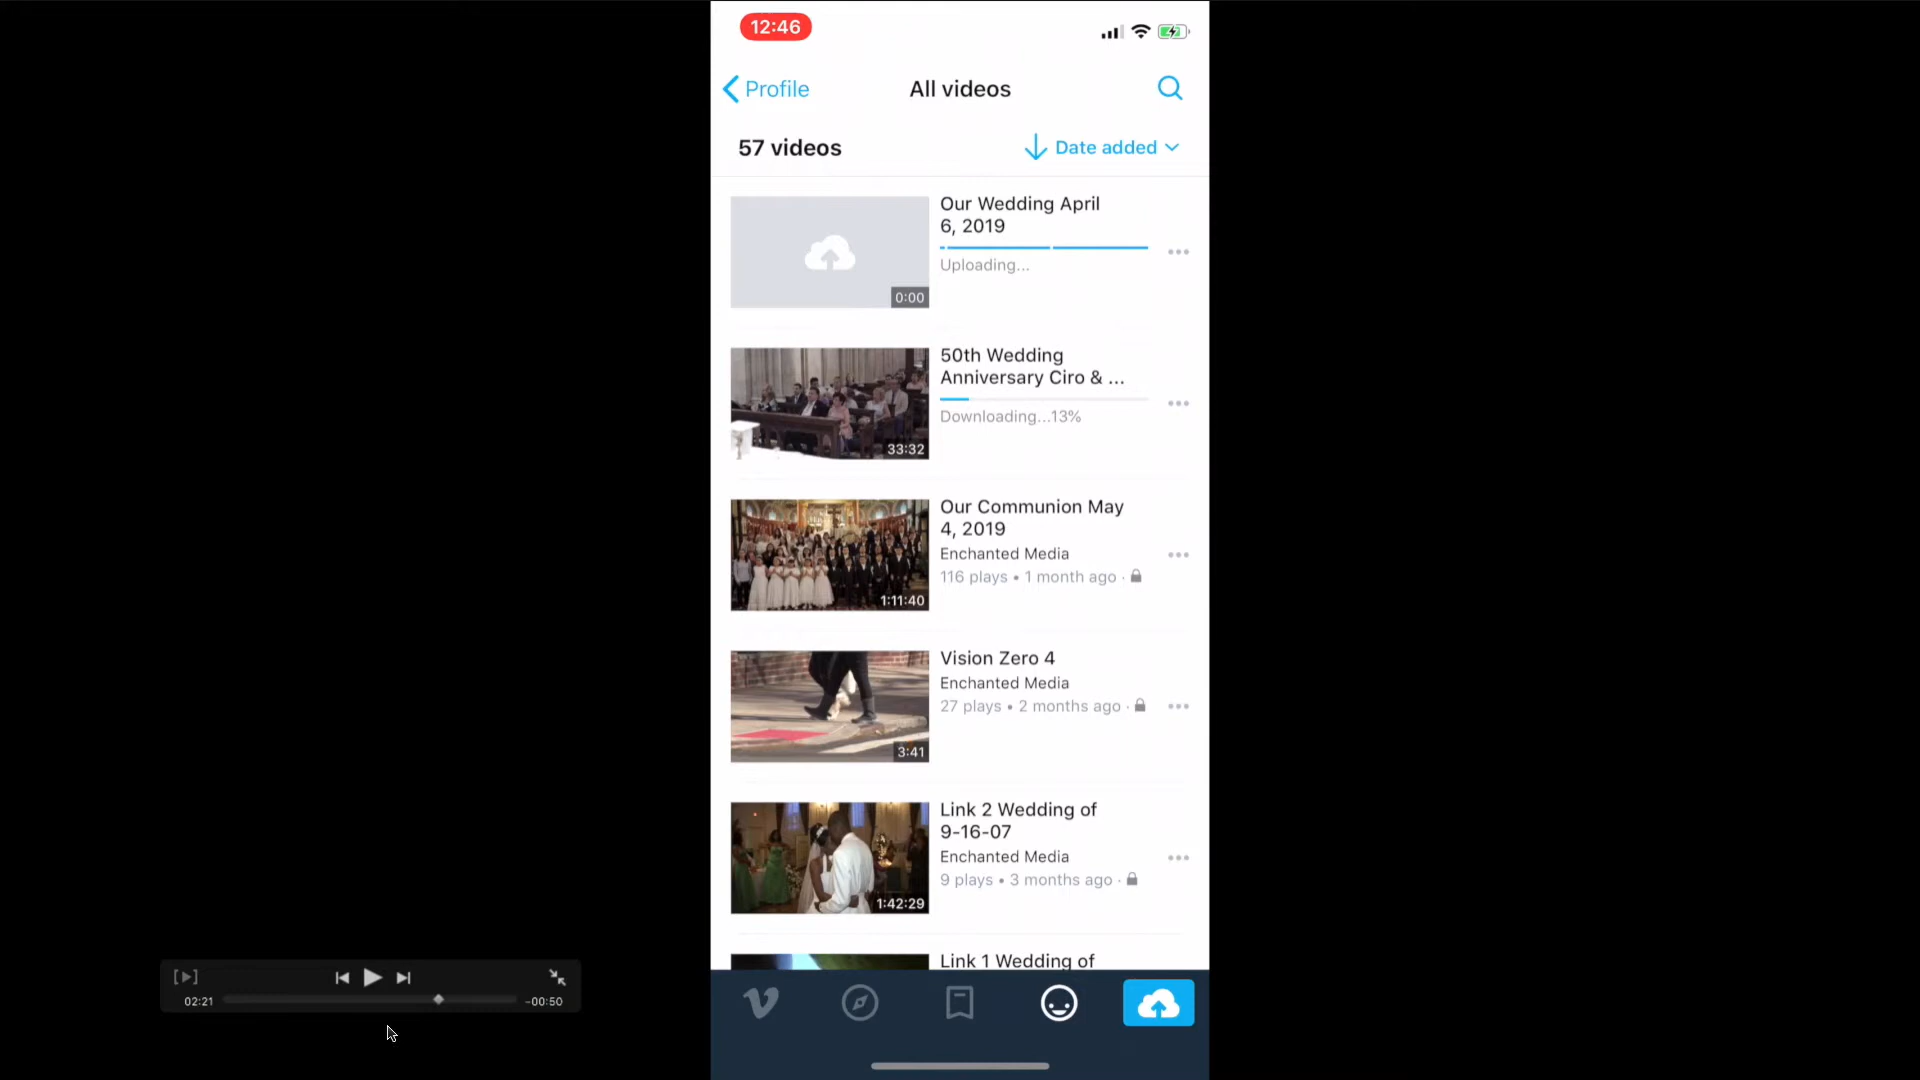 12:46
Profile
All videos
57 videos
Date added
Our Wedding April
6, 2019
Uploading...
0:00
50th Wedding
Anniversary Ciro & ...
Downloading...13%
33:32
Our Communion May
4, 2019
Enchanted Media
116 plays • 1 month ago ·
1:11:40
Vision Zero 4
Enchanted Media
27 plays • 2 months ago ·
3:41
Link 2 Wedding of
9-16-07
Enchanted Media
9 plays • 3 months ago ·
1:42:29
Link 1 Wedding of
02:21
-00:50